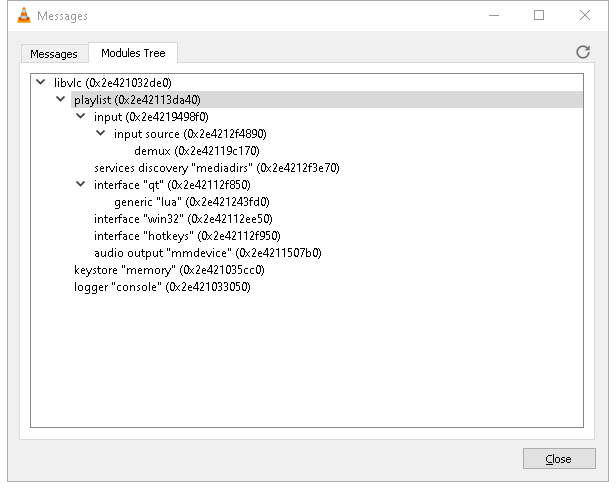 Messages
Messages
Modules Tree
libvlc (0x2e421032de0)
playlist (0x2e42113da40)
input (0x2e4219498f0)
input source (0x2e4212f4890)
demux (0x2e42119c170)
services discovery "mediadirs" (0x2e4212f3e70)
interface "qt" (0x2e42112f850)
generic "lua" (0x2e421243fd0)
interface "win32" (0x2e42112ee50)
interface "hotkeys" (0x2e42112f950)
audio output "mmdevice" (0x2e4211507b0)
keystore "memory" (0x2e421035cc0)
logger "console" (0x2e421033050)
Close